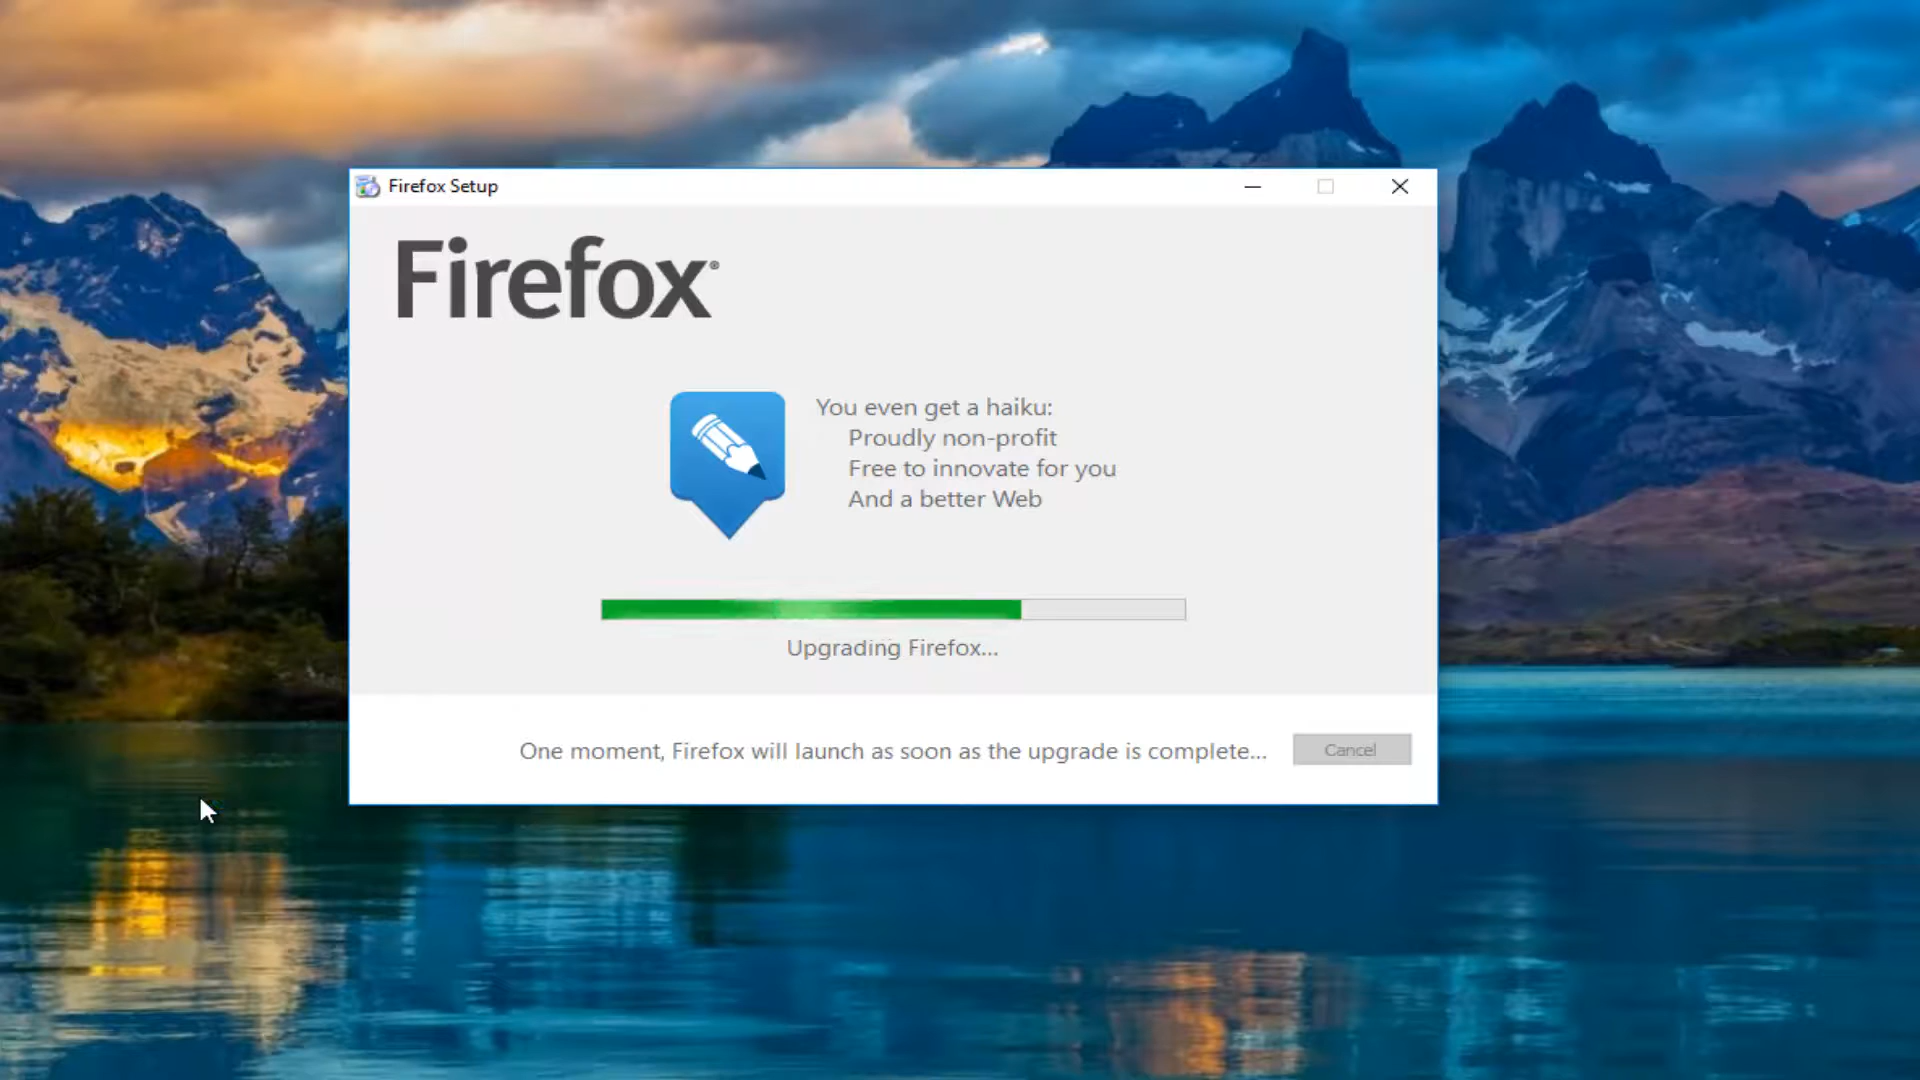 Firefox Setup
Firefox®
You even get a haiku:
Proudly non-profit
Free to innovate for you
And a better Web
Upgrading Firefox...
One moment, Firefox will launch as soon as the upgrade is complete...
Cancel